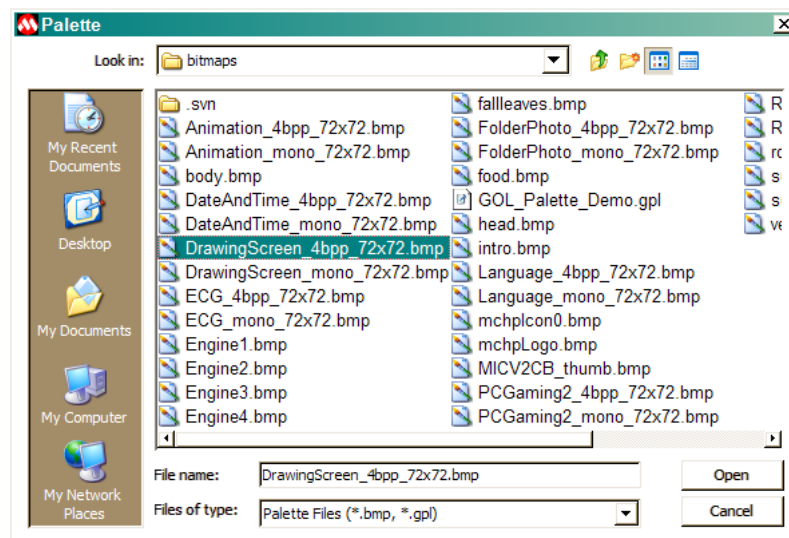 Palette
Look in:
bitmaps
My Recent
Documents
Desktop
My Documents
My Computer
My Network
Places
.svn
Animation_4bpp_72x72.bmp
Animation_mono_72x72.bmp
body.bmp
DateAndTime_4bpp_72x72.bmp
DateAndTime_mono_72x72.bmp
DrawingScreen_4bpp_72x72.bmp
DrawingScreen_mono_72x72.bmp
ECG_4bpp_72x72.bmp
ECG_mono_72x72.bmp
Engine1.bmp
Engine2.bmp
Engine3.bmp
Engine4.bmp
fallleaves.bmp
FolderPhoto_4bpp_72x72.bmp
FolderPhoto_mono_72x72.bmp
food.bmp
GOL_Palette_Demo.gpl
head.bmp
intro.bmp
Language_4bpp_72x72.bmp
Language_mono_72x72.bmp
mchpIcon0.bmp
mchpLogo.bmp
MICV2CB_thumb.bmp
PCGaming2_4bpp_72x72.bmp
PCGaming2_mono_72x72.bmp
File name:
DrawingScreen_4bpp_72x72.bmp
Open
Files of type:
Palette Files (*.bmp, *.gpl)
Cancel